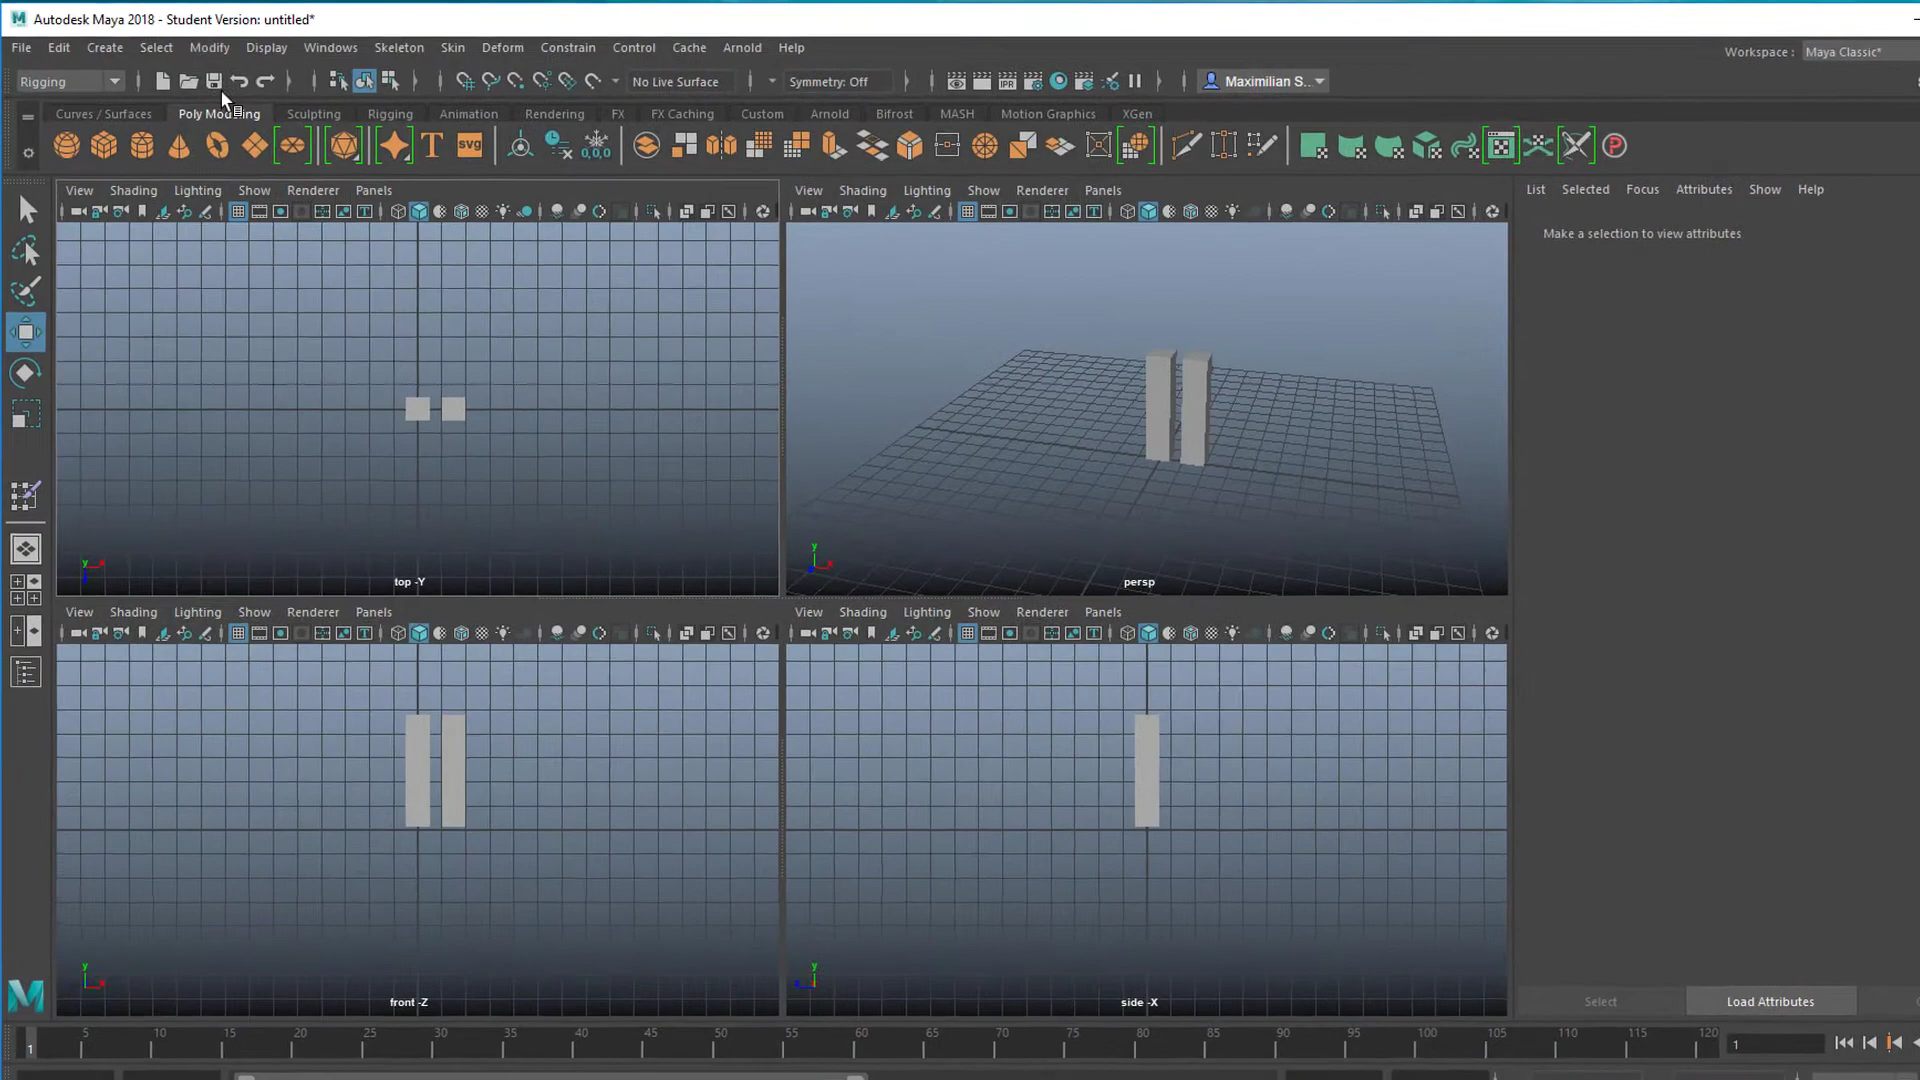 Autodesk Maya 2018 - Student Version: untitled*
File Edit Create Select Modify Display Windows Skeleton Skin Deform Constrain Control Cache Arnold Help
Workspace : Maya Classic*
Rigging No Live Surface Symmetry: Off Maximilian S...
Curves / Surfaces Poly Modeling Sculpting Rigging Animation Rendering FX FX Caching Custom Arnold Bifrost MASH Motion Graphics XGen
IPR T SVG 0,0,0 P
View Shading Lighting Show Renderer Panels
View Shading Lighting Show Renderer Panels
List Selected Focus Attributes Show Help
Make a selection to view attributes
y x
top -Y
y x
persp
View Shading Lighting Show Renderer Panels
View Shading Lighting Show Renderer Panels
y x
front -Z
y
side -X
Select Load Attributes
M
5 10 15 20 25 30 35 40 45 50 55 60 65 70 75 80 85 90 95 100 105 110 115 120
1 1